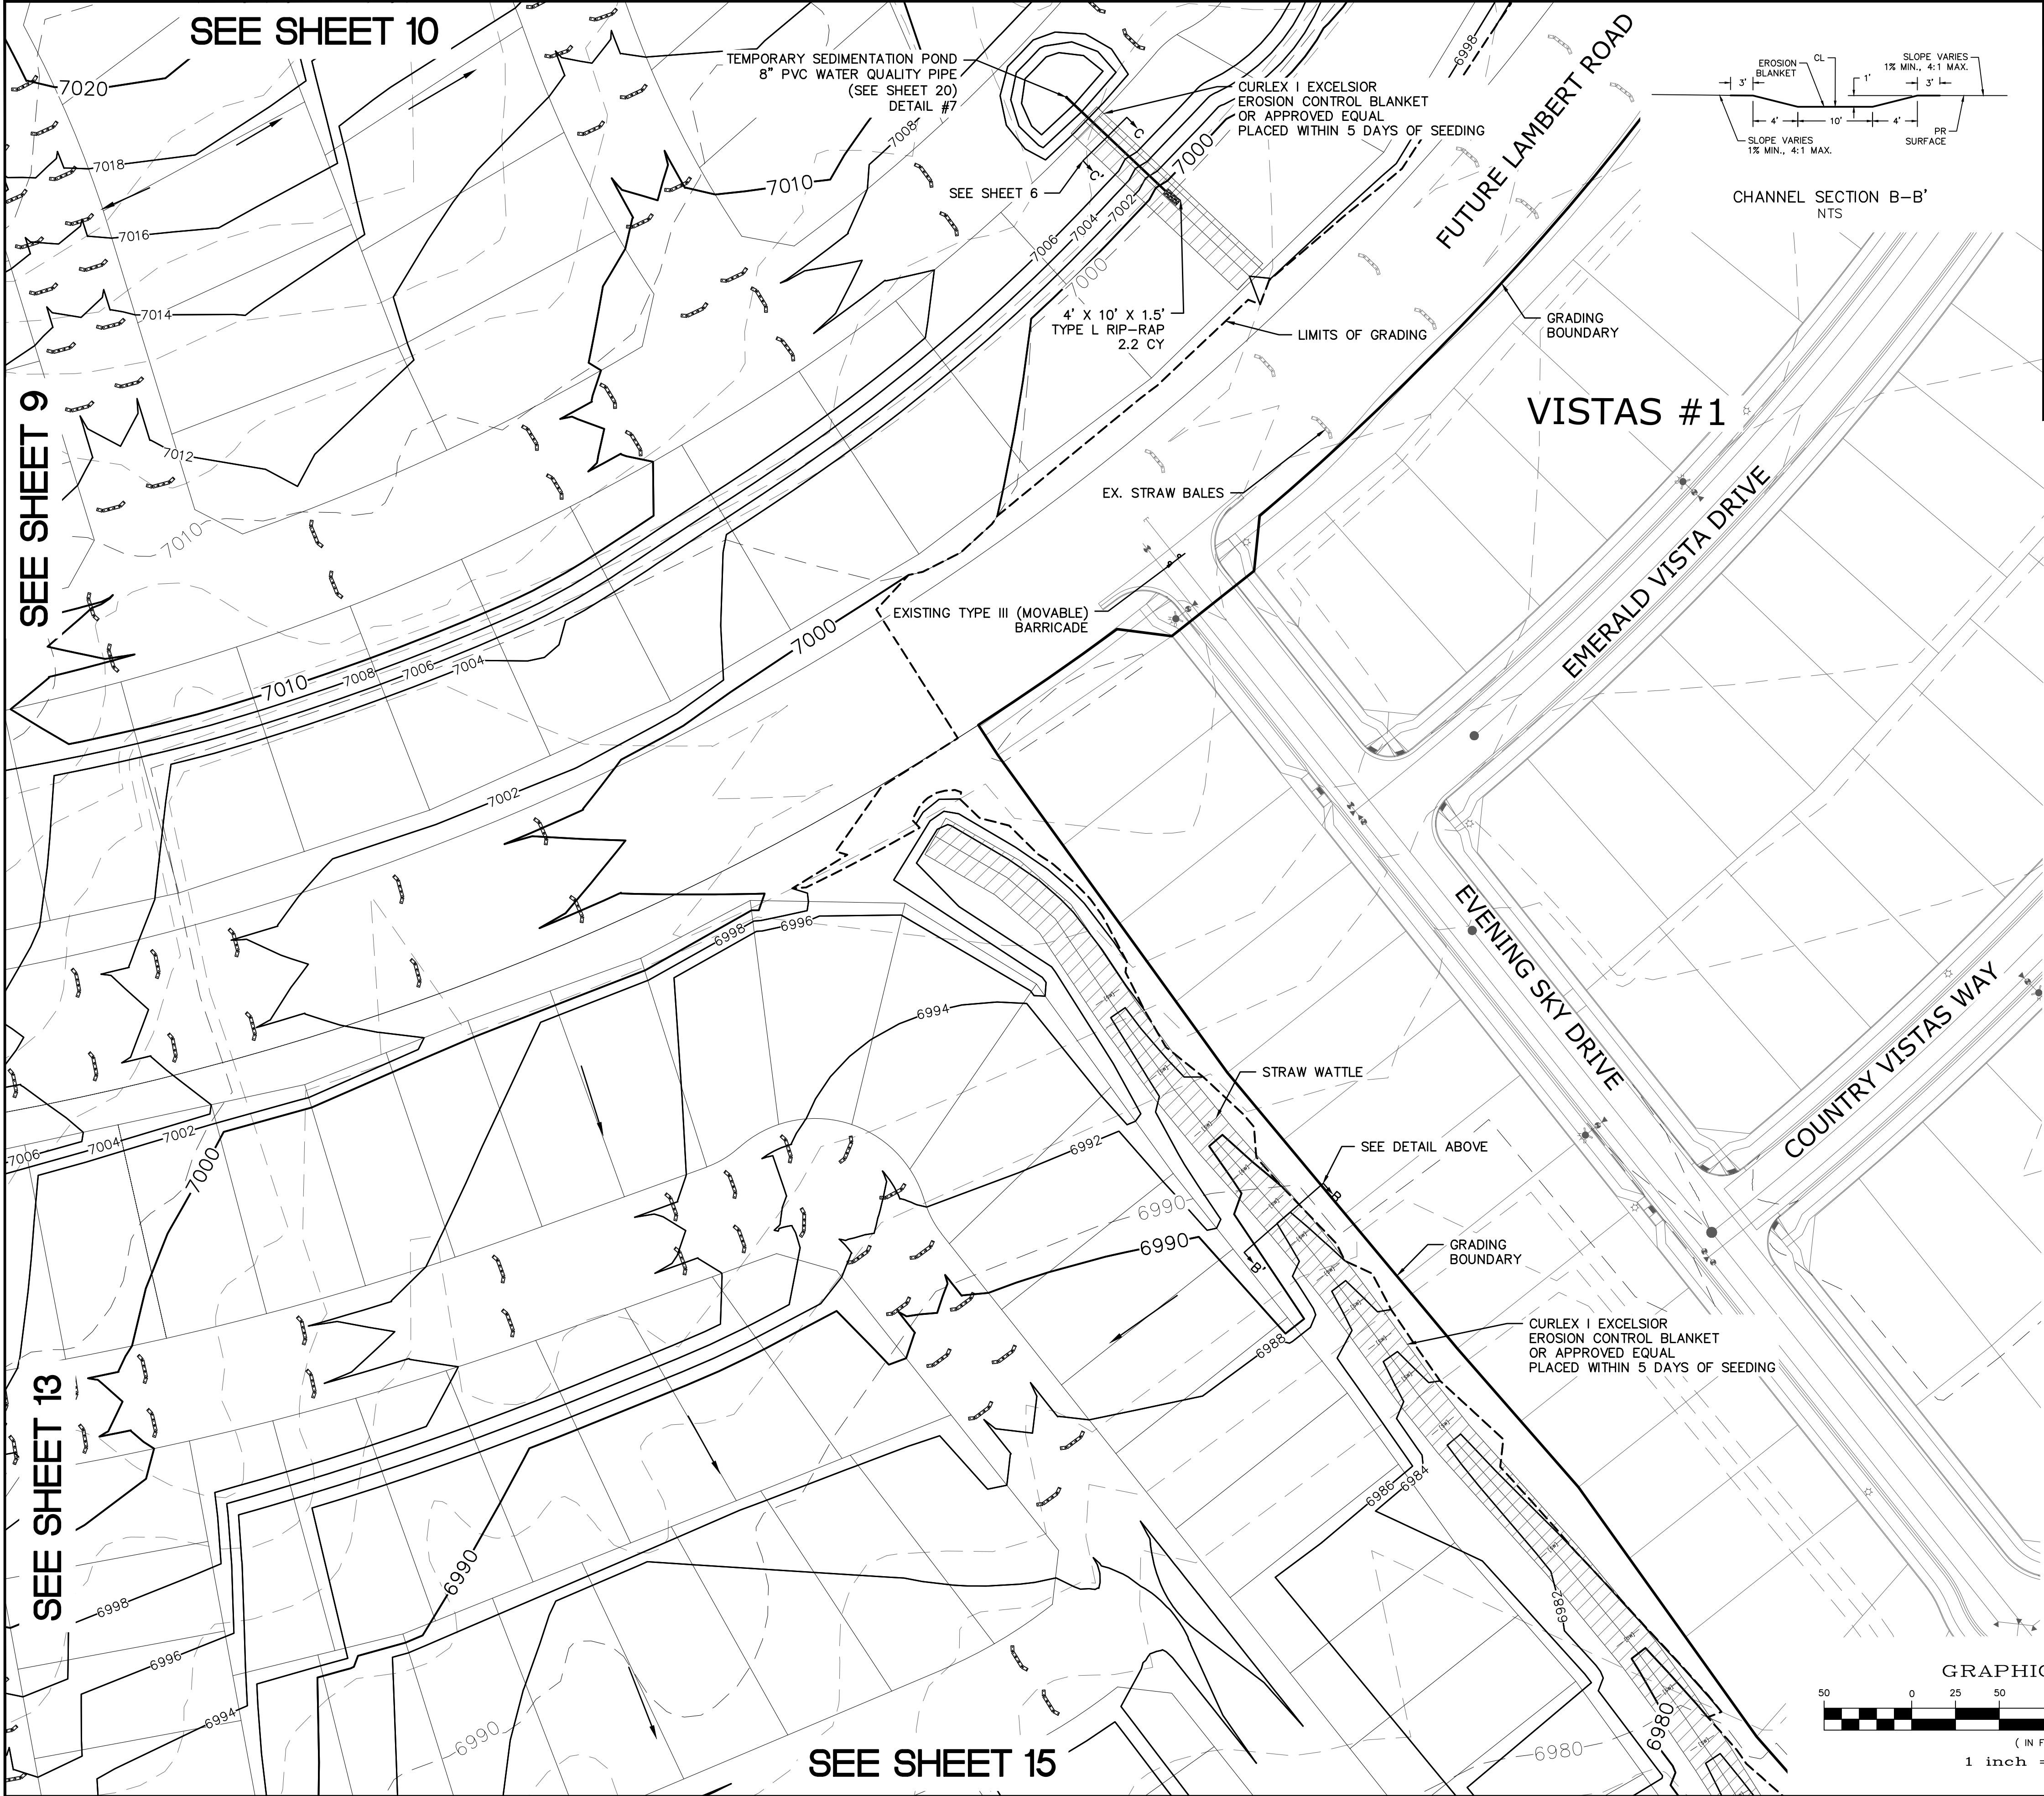 SEE SHEET 10
TEMPORARY SEDIMENTATION POND
8" PVC WATER QUALITY PIPE
(SEE SHEET 20)
DETAIL #7
CURLEX I EXCELSIOR
EROSION CONTROL BLANKET
OR APPROVED EQUAL
PLACED WITHIN 5 DAYS OF SEEDING
C
C'
SEE SHEET 6
4' X 10' X 1.5'
TYPE L RIP-RAP
2.2 CY
LIMITS OF GRADING
FUTURE LAMBERT ROAD
6998
EROSION
BLANKET
CL
SLOPE VARIES
1% MIN., 4:1 MAX.
3'
1'
3'
4'
10'
4'
SLOPE VARIES
1% MIN., 4:1 MAX.
PR
SURFACE
CHANNEL SECTION B-B'
NTS
GRADING
BOUNDARY
VISTAS #1
7020
7018
7016
7014
7012
7010
7010
7008
7006
7004
7002
7000
7000
SEE SHEET 9
EX. STRAW BALES
EXISTING TYPE III (MOVABLE)
BARRICADE
EMERALD VISTA DRIVE
7010
7008
7006
7004
7000
7002
EVENING SKY DRIVE
COUNTRY VISTAS WAY
6998
6996
6994
STRAW WATTLE
SEE DETAIL ABOVE
B
B'
6992
6990
6990
7006
7004
7002
7000
GRADING
BOUNDARY
CURLEX I EXCELSIOR
EROSION CONTROL BLANKET
OR APPROVED EQUAL
PLACED WITHIN 5 DAYS OF SEEDING
6988
6986
6984
6982
6980
6980
SEE SHEET 13
6998
6996
6994
6990
6990
SEE SHEET 15
GRAPHIC
50
0
25
50
( IN F
1 inch =